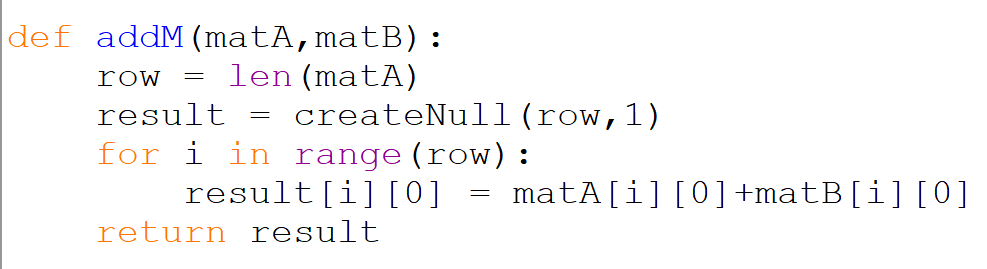 def addM(matA,matB):
    row = len(matA)
    result = createNull(row,1)
    for i in range(row):
        result[i][0] = matA[i][0]+matB[i][0]
    return result